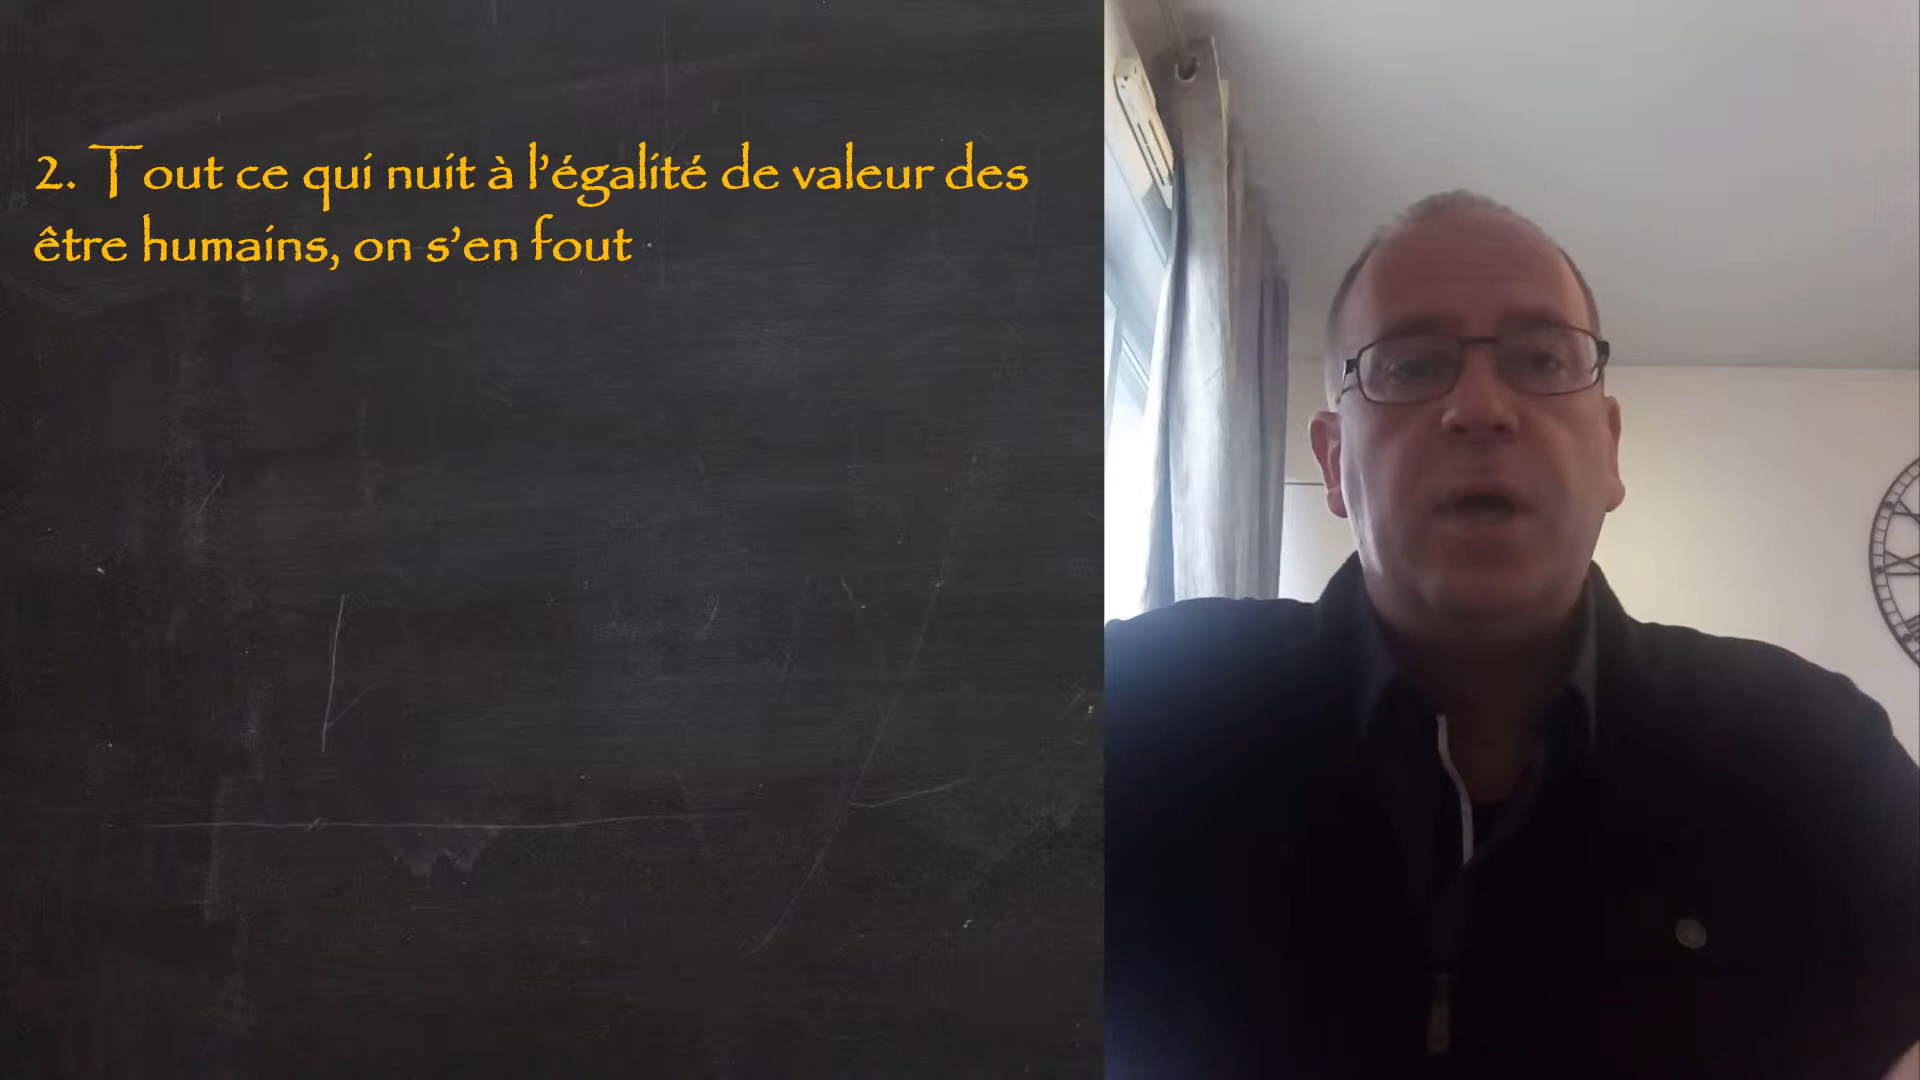 2. Tout ce qui nuit à l’égalité de valeur des
être humains, on s’en fout